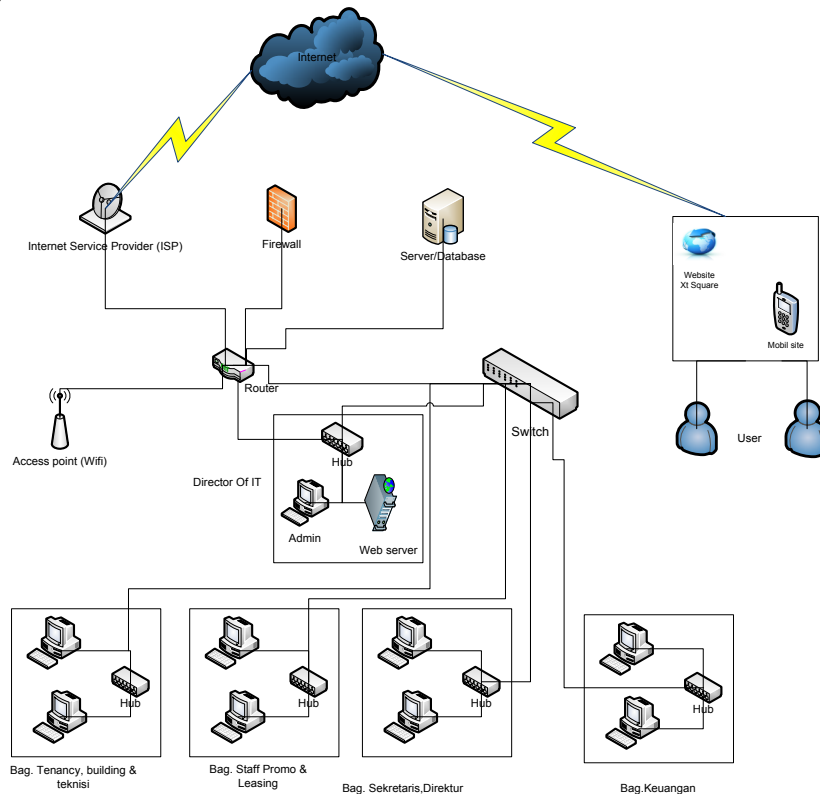 Internet
Internet Service Provider (ISP)
Firewall
Server/Database
Website
Xt Square
Mobil site
Router
Switch
User
Access point (Wifi)
Director Of IT
Hub
Admin
Web server
Hub
Hub
Hub
Hub
Bag. Tenancy, building &
teknisi
Bag. Staff Promo &
Leasing
Bag. Sekretaris,Direktur
Bag.Keuangan